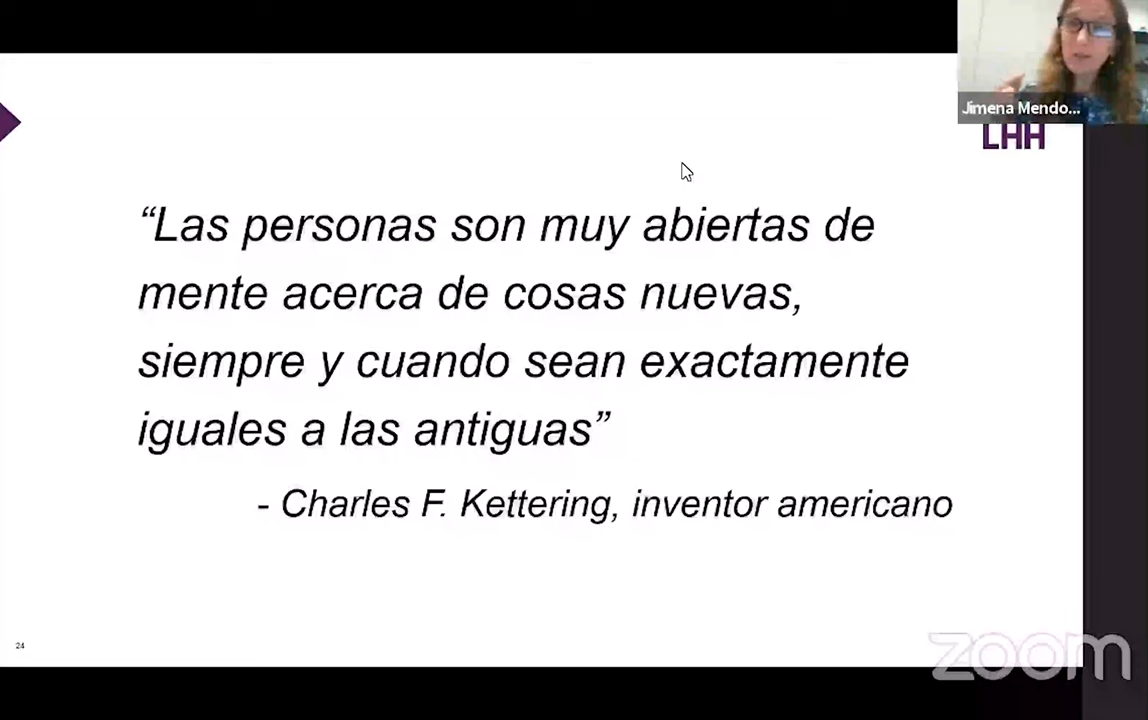 Jimena Mendo...
LHH
“Las personas son muy abiertas de
mente acerca de cosas nuevas,
siempre y cuando sean exactamente
iguales a las antiguas”
- Charles F. Kettering, inventor americano
24
zoom